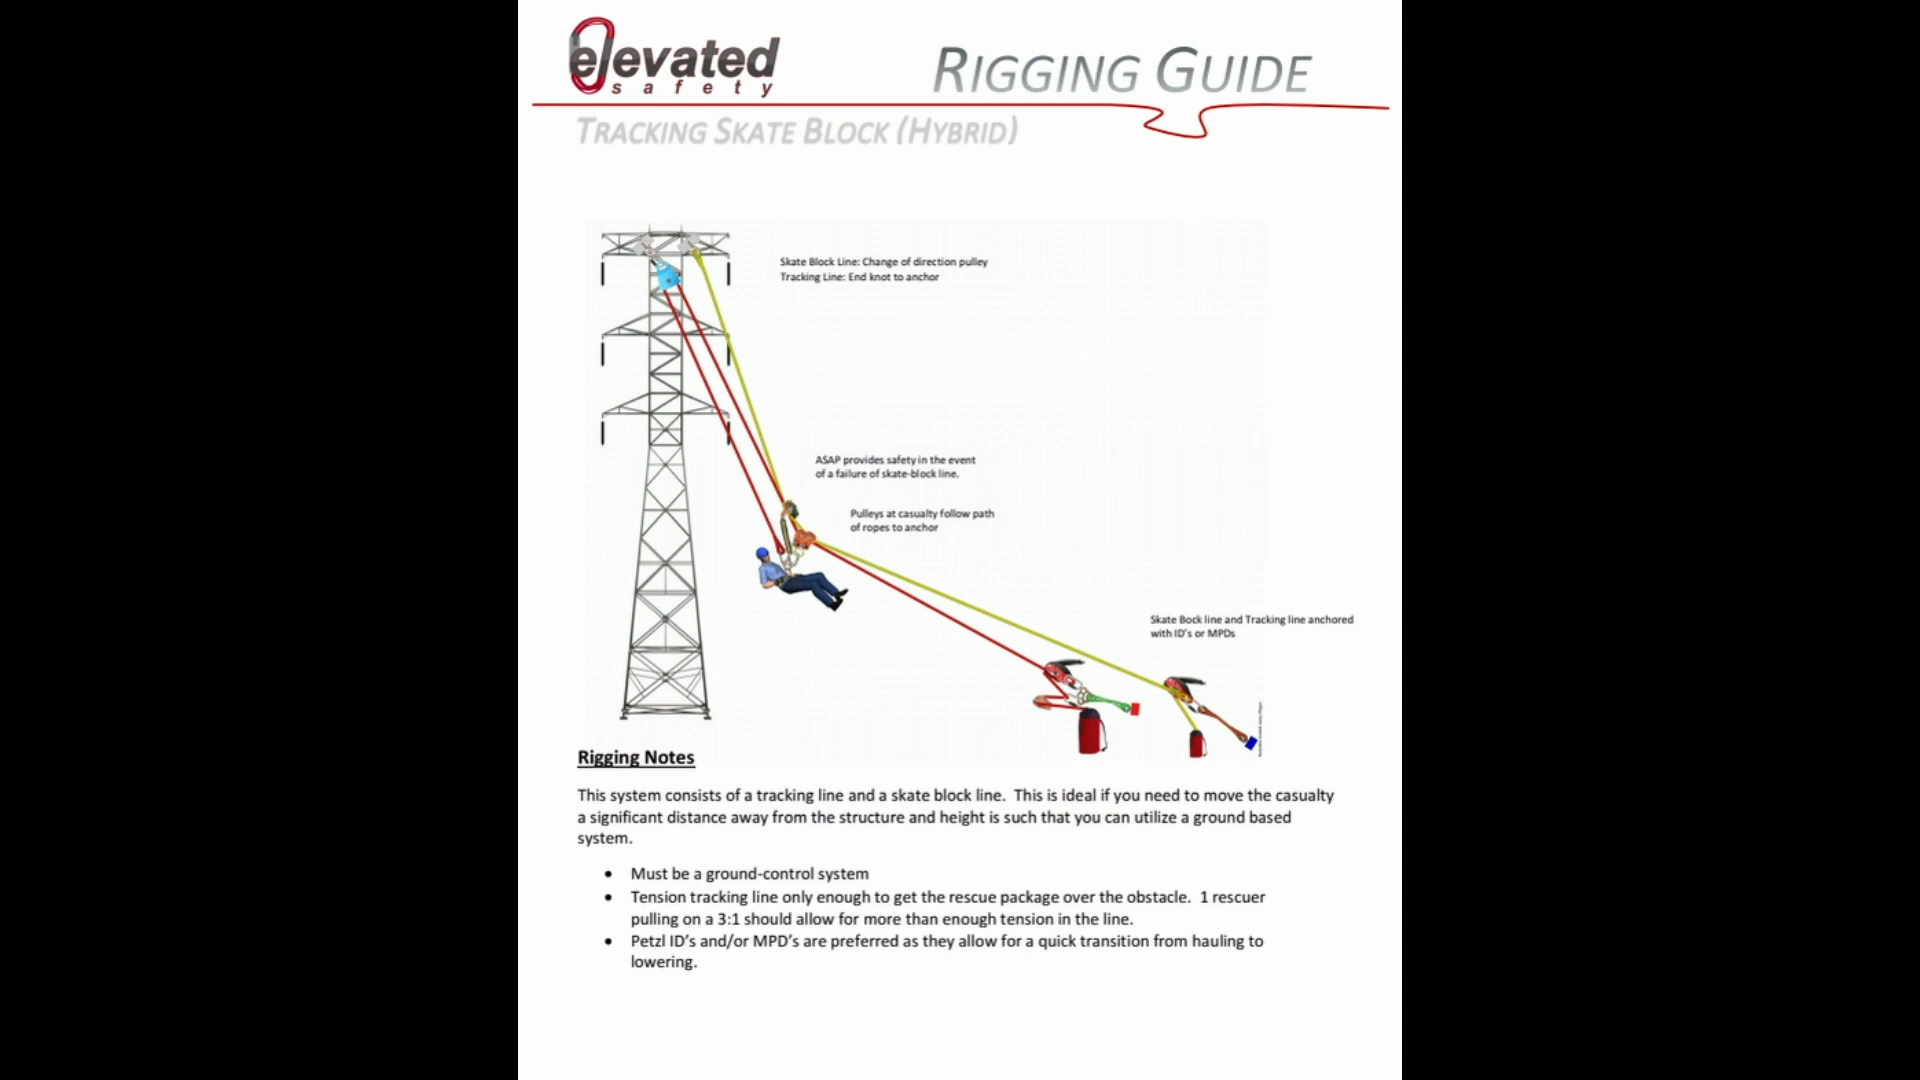 elevated
safety
RIGGING GUIDE
TRACKING SKATE BLOCK (HYBRID)
Skate Block Line: Change of direction pulley
Tracking Line: End knot to anchor
ASAP provides safety in the event
of a failure of skate-block line.
Pulleys at casualty follow path
of ropes to anchor
Skate Bock line and Tracking line anchored
with ID's or MPDs
Rigging Notes
This system consists of a tracking line and a skate block line. This is ideal if you need to move the casualty
a significant distance away from the structure and height is such that you can utilize a ground based
system.
• Must be a ground-control system
• Tension tracking line only enough to get the rescue package over the obstacle. 1 rescuer
pulling on a 3:1 should allow for more than enough tension in the line.
• Petzl ID's and/or MPD's are preferred as they allow for a quick transition from hauling to
lowering.